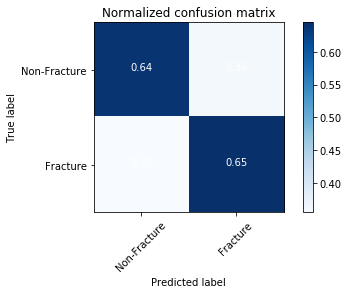 Normalized confusion matrix
Non-Fracture
0.64
Fracture
0.65
0.60
0.55
0.50
0.45
0.40
True label
Non-Fracture
Fracture
Predicted label